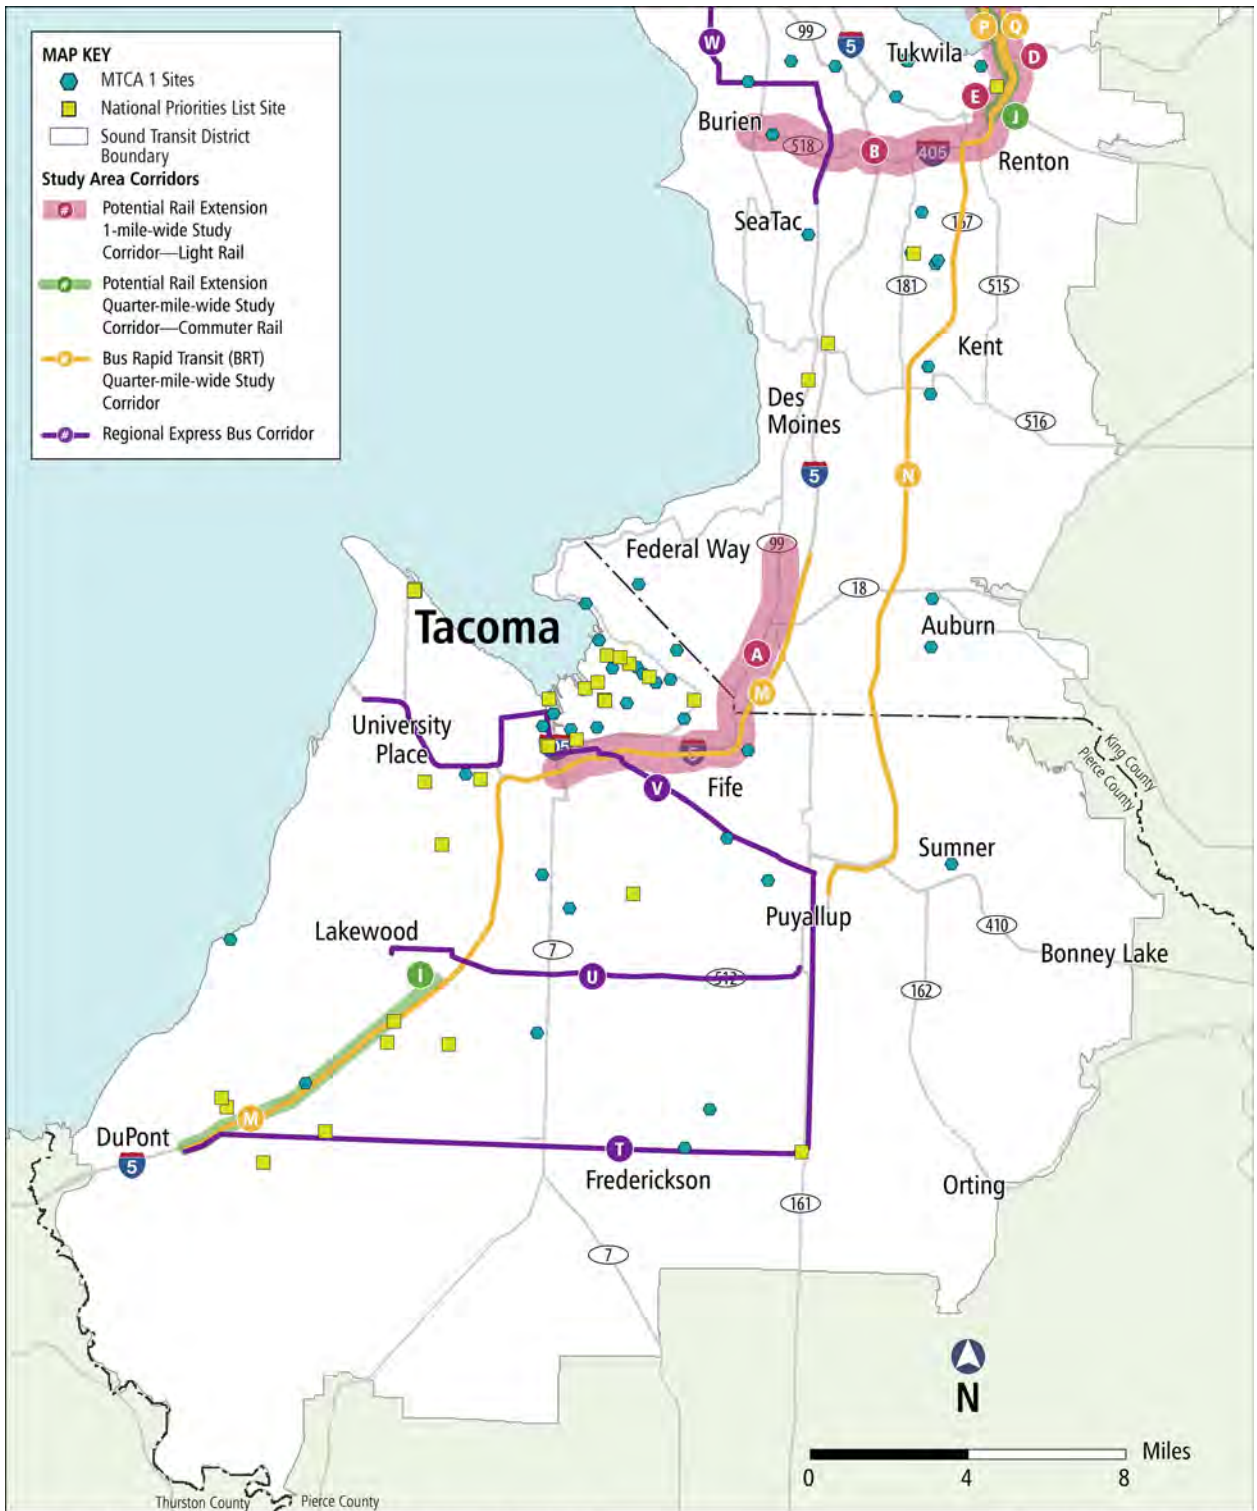 MAP KEY
MTCA 1 Sites
National Priorities List Site
Sound Transit District
Boundary
Study Area Corridors
#
Potential Rail Extension
1-mile-wide Study
Corridor—Light Rail
#
Potential Rail Extension
Quarter-mile-wide Study
Corridor—Commuter Rail
#
Bus Rapid Transit (BRT)
Quarter-mile-wide Study
Corridor
#
Regional Express Bus Corridor
P
Q
W
99
5
Tukwila
D
E
J
Burien
518
B
405
Renton
SeaTac
167
181
515
Kent
Des
Moines
516
5
N
Federal Way
99
18
Tacoma
Auburn
A
M
University
Place
705
5
Fife
V
King County
Pierce County
Sumner
Puyallup
410
Lakewood
7
Bonney Lake
I
U
512
162
M
DuPont
5
T
Frederickson
Orting
161
7
N
Miles
0
4
8
Thurston County
Pierce County